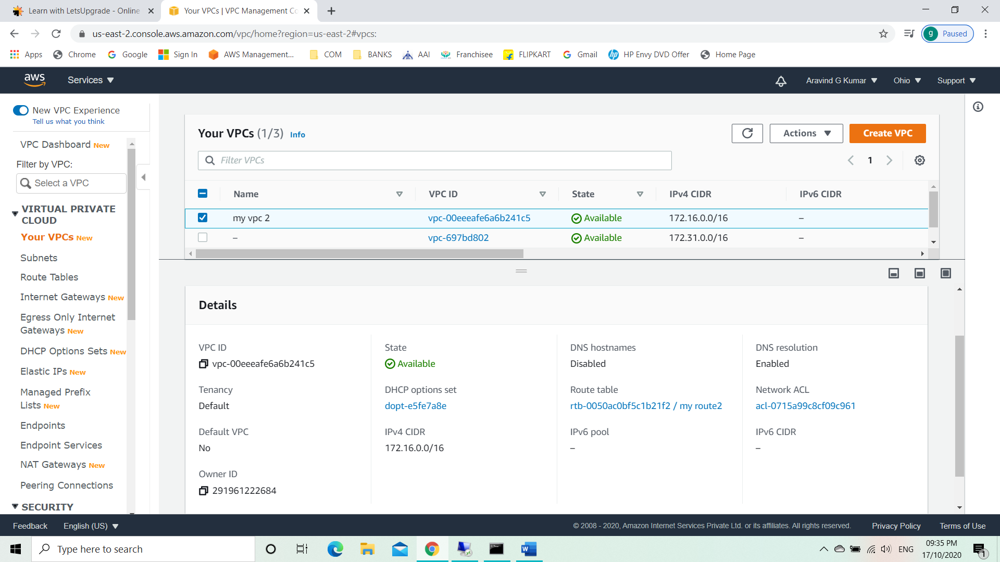 Learn with LetsUpgrade - Online
Your VPCs | VPC Management Co
us-east-2.console.aws.amazon.com/vpc/home?region=us-east-2#vpcs:
g Paused
Apps Chrome Google Sign In AWS Management... COM BANKS AAI Franchisee FLIPKART Gmail HP Envy DVD Offer Home Page
aws Services Aravind G Kumar Ohio Support
New VPC Experience
Tell us what you think
VPC Dashboard New
Filter by VPC:
Select a VPC
VIRTUAL PRIVATE
CLOUD
Your VPCs New
Subnets
Route Tables
Internet Gateways New
Egress Only Internet
Gateways New
DHCP Options Sets New
Elastic IPs New
Managed Prefix
Lists New
Endpoints
Endpoint Services
NAT Gateways New
Peering Connections
SECURITY
Your VPCs (1/3) Info
Actions
Create VPC
Filter VPCs
1
Name VPC ID State IPv4 CIDR IPv6 CIDR
my vpc 2 vpc-00eeeafe6a6b241c5 Available 172.16.0.0/16 –
– vpc-697bd802 Available 172.31.0.0/16 –
Details
VPC ID State DNS hostnames DNS resolution
vpc-00eeeafe6a6b241c5 Available Disabled Enabled
Tenancy DHCP options set Route table Network ACL
Default dopt-e5fe7a8e rtb-0050ac0bf5c1b21f2 / my route2 acl-0715a99c8cf09c961
Default VPC IPv4 CIDR IPv6 pool IPv6 CIDR
No 172.16.0.0/16 – –
Owner ID
291961222684
Feedback English (US) © 2008 - 2020, Amazon Internet Services Private Ltd. or its affiliates. All rights reserved. Privacy Policy Terms of Use
Type here to search
ENG
09:35 PM
17/10/2020
1